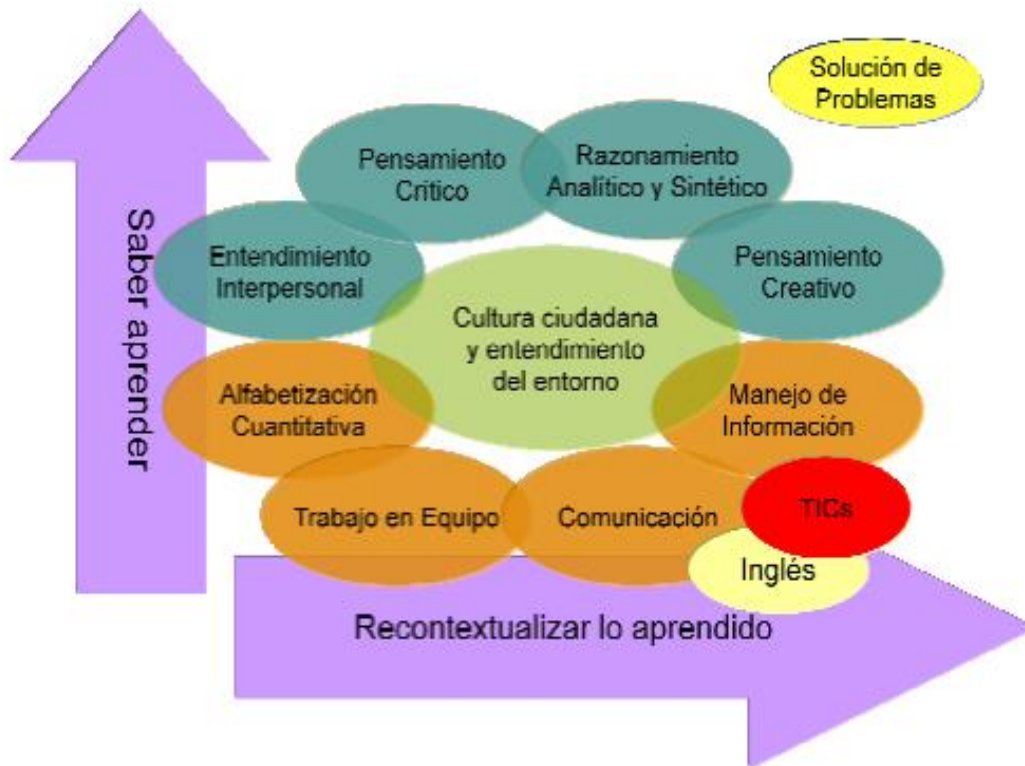 Solución de
Problemas
Pensamiento
Critico
Razonamiento
Analítico y Sintético
Entendimiento
Interpersonal
Pensamiento
Creativo
Cultura ciudadana
y entendimiento
del entorno
Saber aprender
Alfabetización
Cuantitativa
Manejo de
Información
Trabajo en Equipo
Comunicación
TICs
Inglés
Recontextualizar lo aprendido